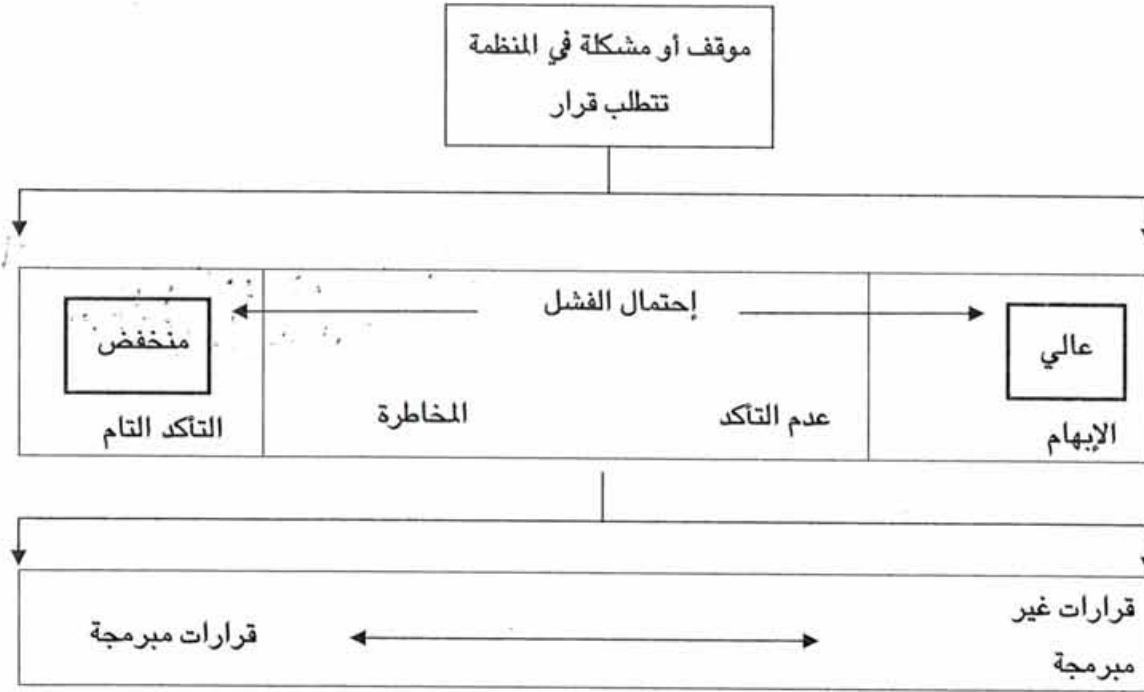 موقف أو مشكلة في المنظمة
تتطلب قرار
إحتمال الفشل
عالي
منخفض
الإبهام
عدم التأكد
المخاطرة
التأكد التام
قرارات غير
مبرمجة
قرارات مبرمجة